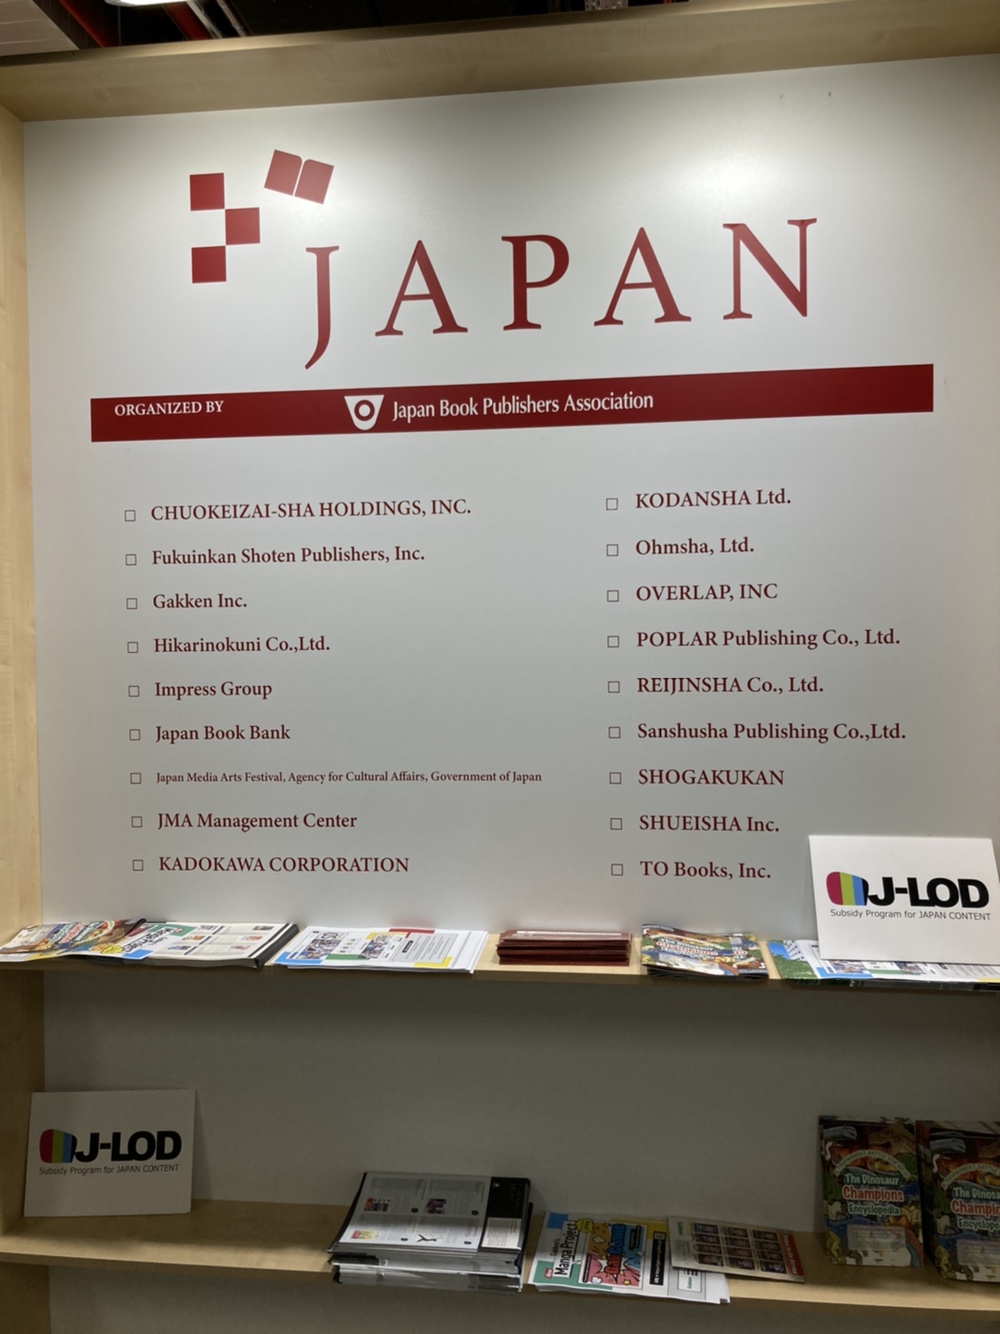 JAPAN
ORGANIZED BY Japan Book Publishers Association
□ CHUOKEIZAI-SHA HOLDINGS, INC.
□ Fukuinkan Shoten Publishers, Inc.
□ Gakken Inc.
□ Hikarinokuni Co.,Ltd.
□ Impress Group
□ Japan Book Bank
□ Japan Media Arts Festival, Agency for Cultural Affairs, Government of Japan
□ JMA Management Center
□ KADOKAWA CORPORATION
□ KODANSHA Ltd.
□ Ohmsha, Ltd.
□ OVERLAP, INC
□ POPLAR Publishing Co., Ltd.
□ REIJINSHA Co., Ltd.
□ Sanshusha Publishing Co.,Ltd.
□ SHOGAKUKAN
□ SHUEISHA Inc.
□ TO Books, Inc.
J-LOD
Subsidy Program for JAPAN CONTENT
J-LOD
Subsidy Program for JAPAN CONTENT
Manga Project
The Dinosaur
Champions
Encyclopedia